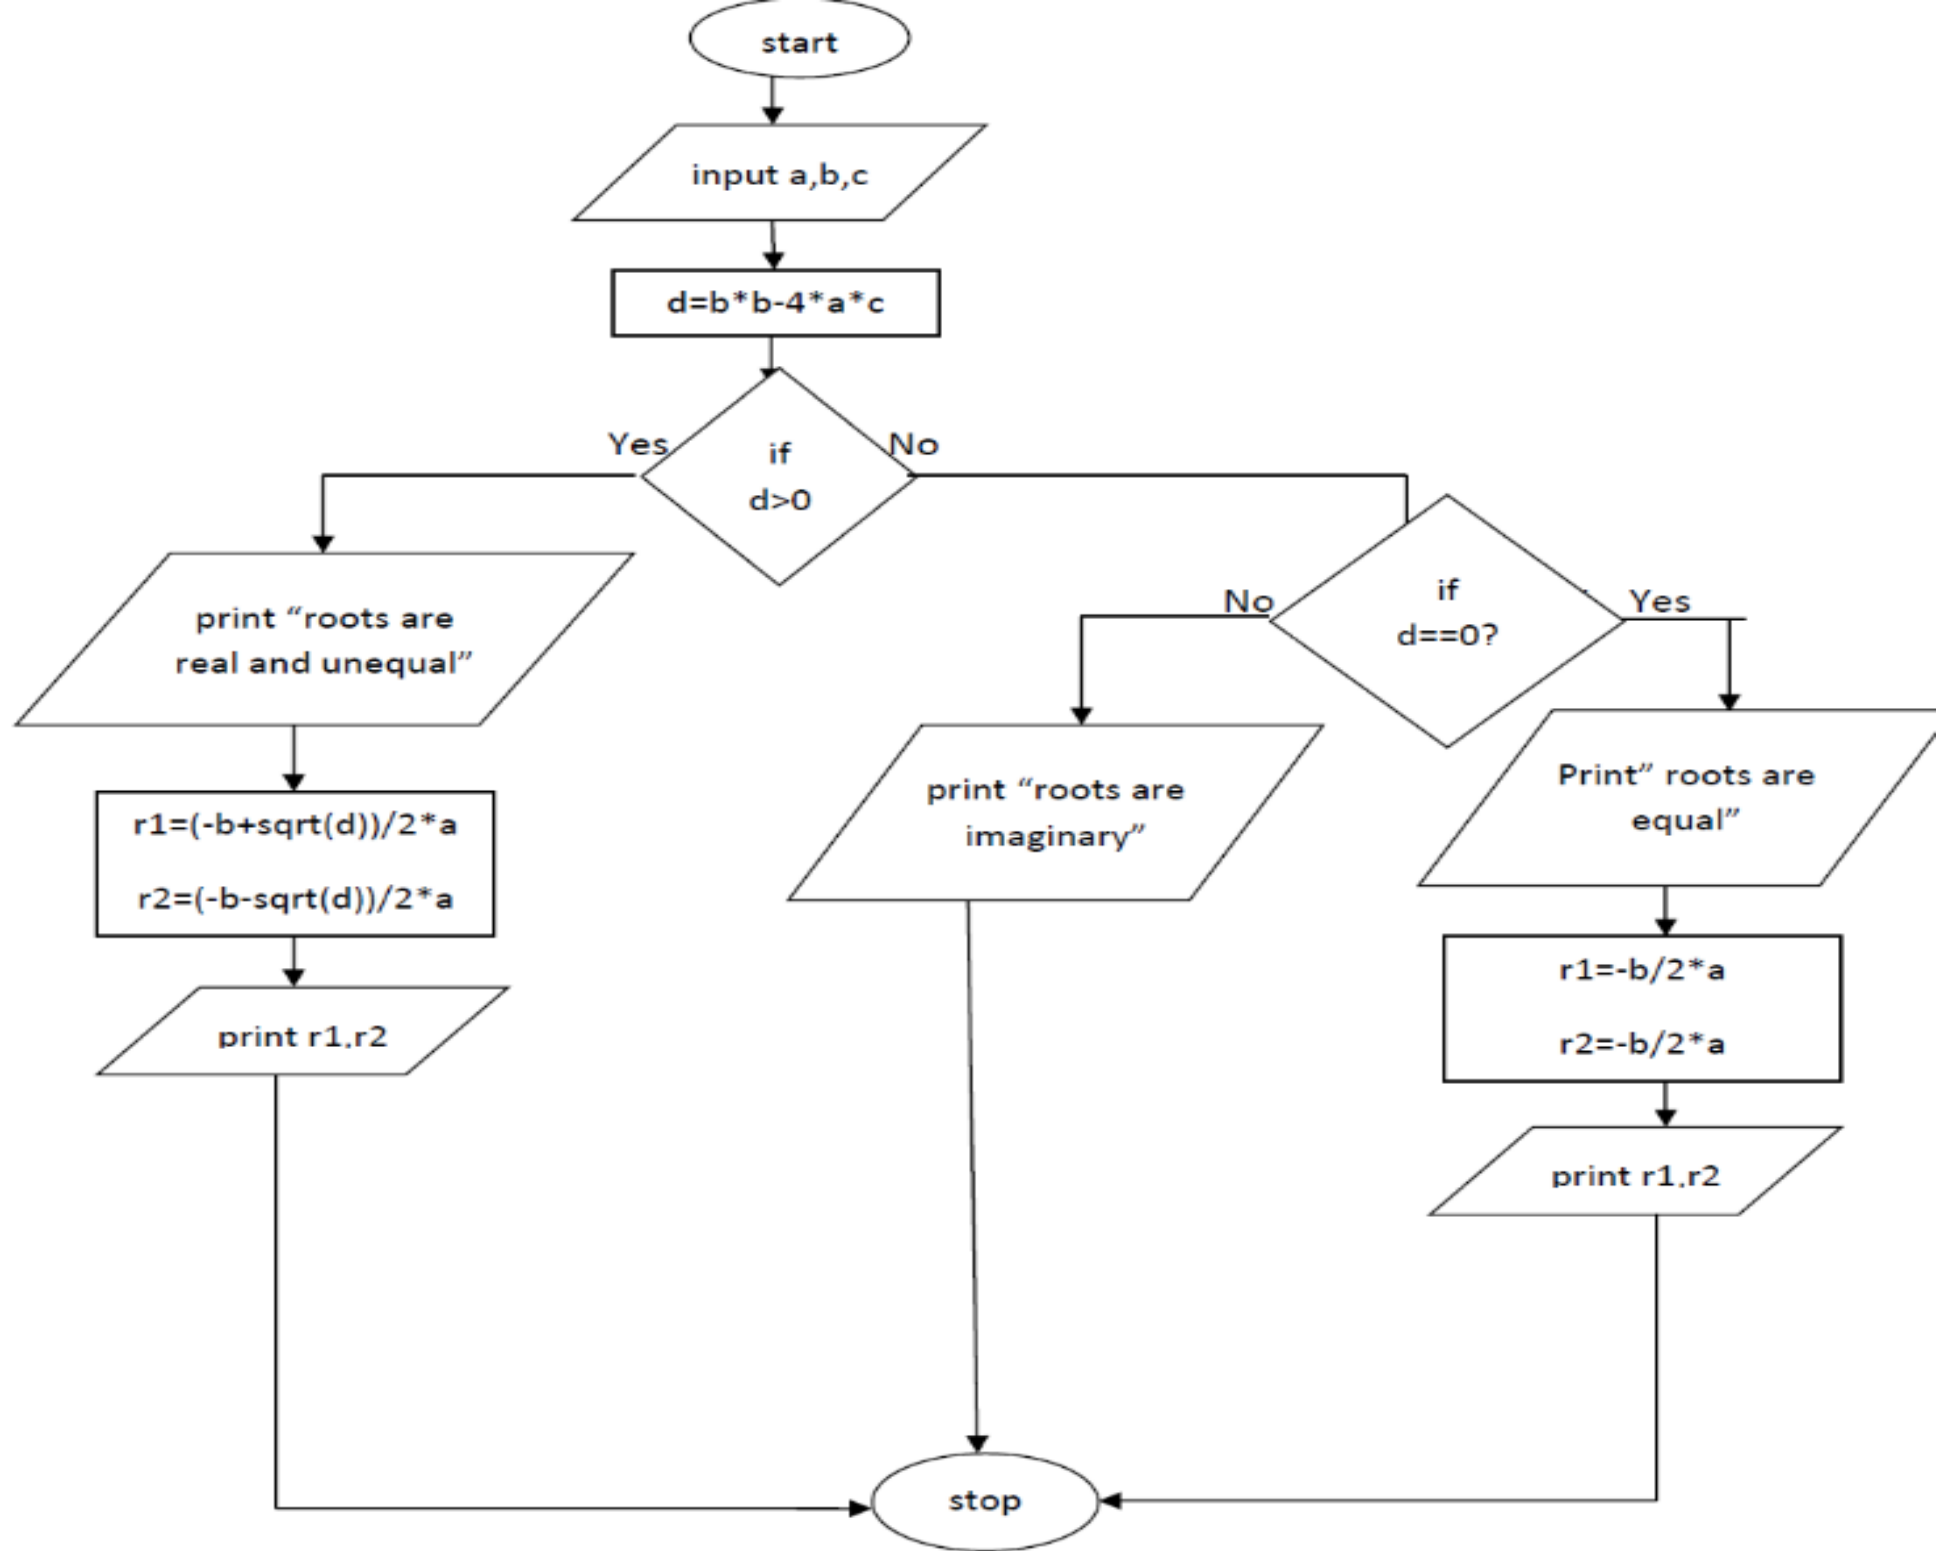 start
input a,b,c
d=b*b-4*a*c
Yes
if
d>0
No
print “roots are
real and unequal”
r1=(-b+sqrt(d))/2*a
r2=(-b-sqrt(d))/2*a
print r1,r2
No
if
d==0?
Yes
print “roots are
imaginary”
Print” roots are
equal”
r1=-b/2*a
r2=-b/2*a
print r1,r2
stop